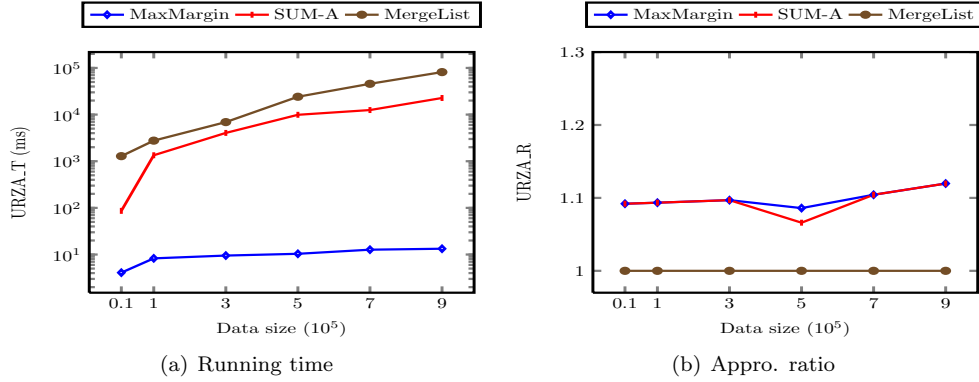 MaxMargin SUM-A MergeList
MaxMargin SUM-A MergeList
10^5
10^4
10^3
10^2
10^1
URZA_T (ms)
0.1 1 3 5 7 9
Data size (10^5)
(a) Running time
1.3
1.2
1.1
1
URZA_R
0.1 1 3 5 7 9
Data size (10^5)
(b) Appro. ratio